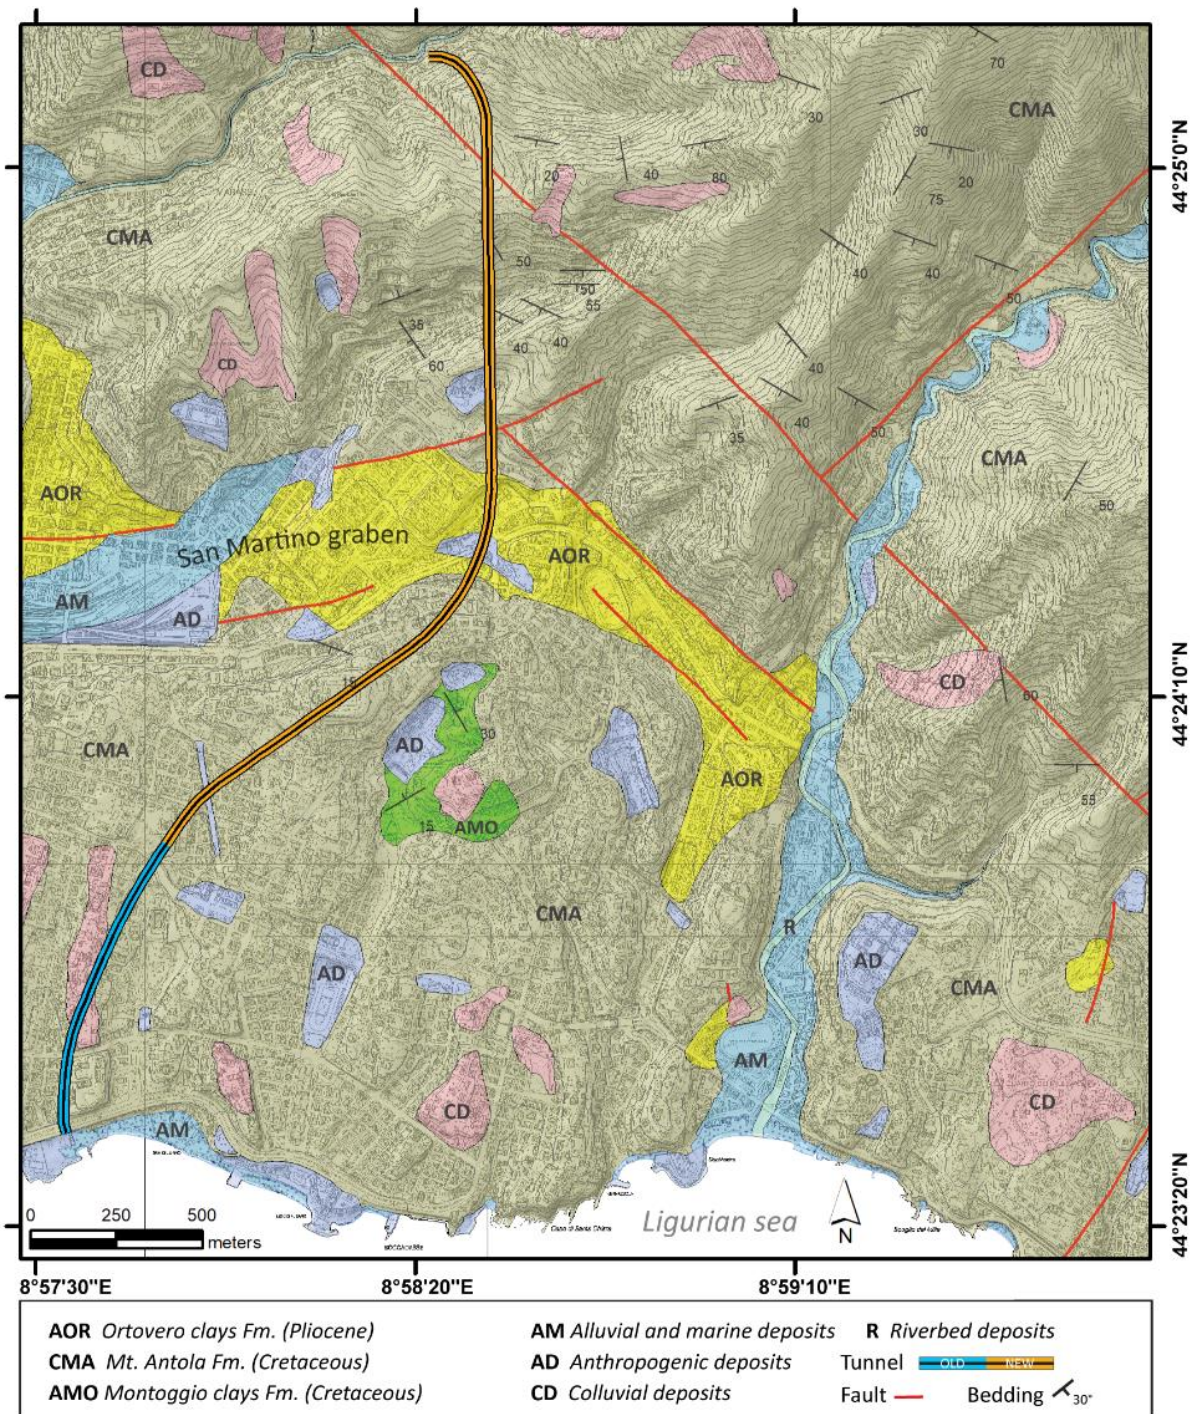 CD
70
CMA
30
30
44°25'0"N
20
40
80
20
75
CMA
50
40
40
50
55
50
35
40
40
60
CD
40
35
40
50
CMA
AOR
50
San Martino graben
AOR
AM
AD
CD
15
60
44°24'10"N
30
AD
CMA
AOR
55
15
AMO
CMA
R
AD
AD
CMA
AM
CD
CD
AM
0 250 500
meters
Ligurian sea
N
44°23'20"N
8°57'30"E
8°58'20"E
8°59'10"E
AOR Ortovero clays Fm. (Pliocene)
AM Alluvial and marine deposits
R Riverbed deposits
CMA Mt. Antola Fm. (Cretaceous)
AD Anthropogenic deposits
Tunnel OLD NEW
AMO Montoggio clays Fm. (Cretaceous)
CD Colluvial deposits
Fault
Bedding 30°